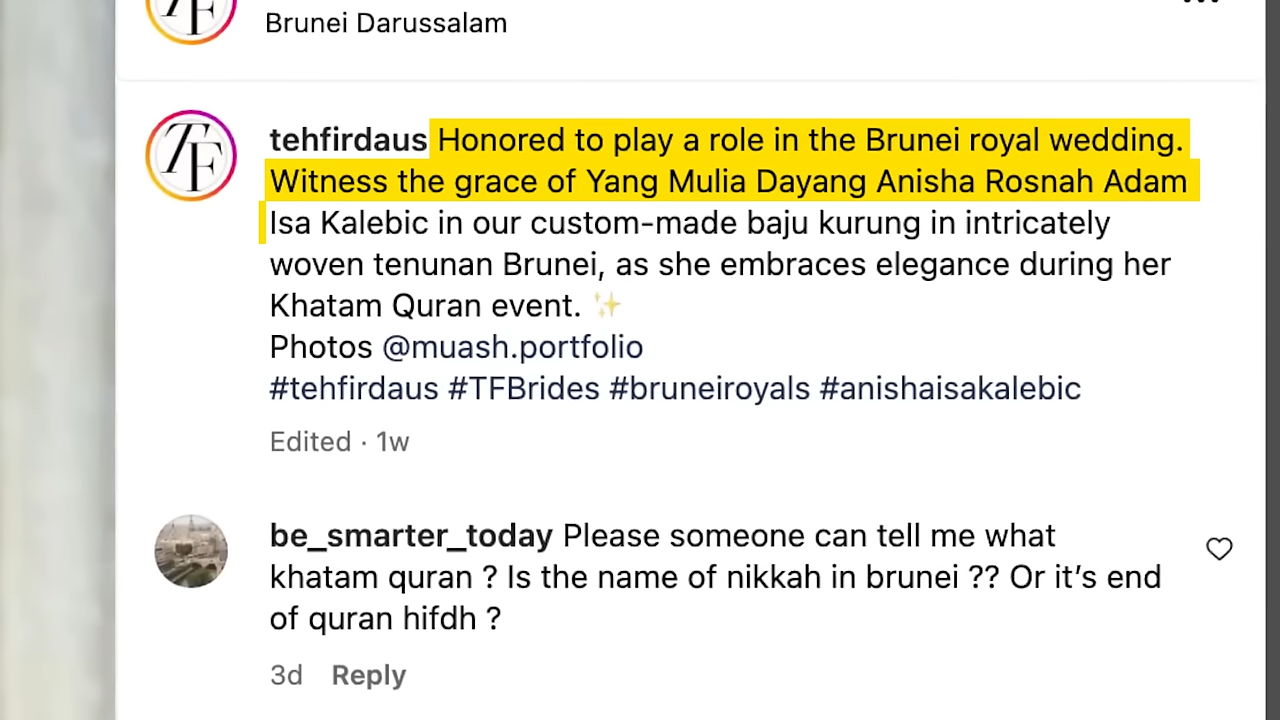 TF
Brunei Darussalam
TF
tehfirdaus Honored to play a role in the Brunei royal wedding.
Witness the grace of Yang Mulia Dayang Anisha Rosnah Adam
Isa Kalebic in our custom-made baju kurung in intricately
woven tenunan Brunei, as she embraces elegance during her
Khatam Quran event. ✨
Photos @muash.portfolio
#tehfirdaus #TFBrides #bruneiroyals #anishaisakalebic
Edited · 1w
be_smarter_today Please someone can tell me what
khatam quran ? Is the name of nikkah in brunei ?? Or it’s end
of quran hifdh ?
3d Reply